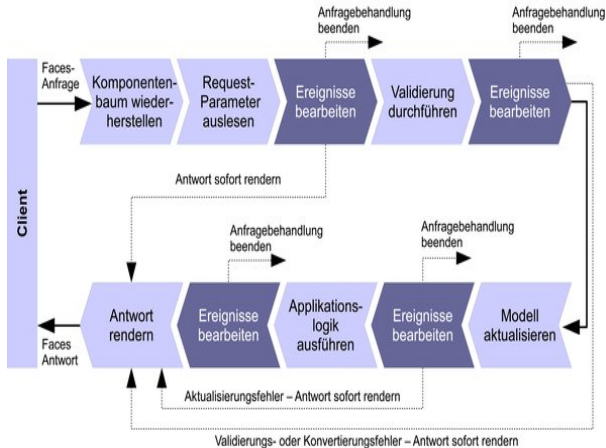 Anfragebehandlung
beenden
Anfragebehandlung
beenden
Faces-
Anfrage
Komponenten-
baum wieder-
herstellen
Request-
Parameter
auslesen
Ereignisse
bearbeiten
Validierung
durchführen
Ereignisse
bearbeiten
Client
Antwort sofort rendern
Anfragebehandlung
beenden
Anfragebehandlung
beenden
Antwort
rendern
Ereignisse
bearbeiten
Applikations-
logik
ausführen
Ereignisse
bearbeiten
Modell
aktualisieren
Faces
Antwort
Aktualisierungsfehler – Antwort sofort rendern
Validierungs- oder Konvertierungsfehler – Antwort sofort rendern